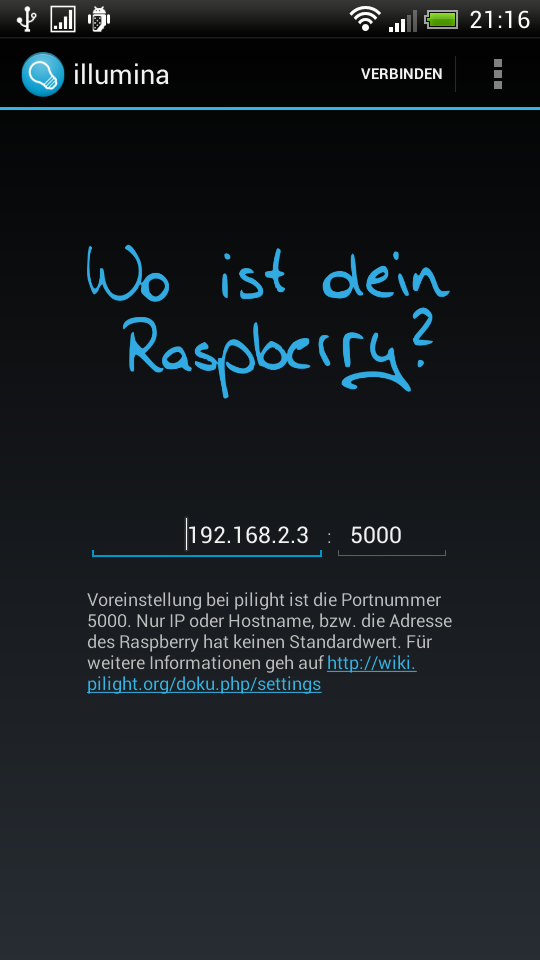 21:16
illumina
VERBINDEN
Wo ist dein
Raspberry?
192.168.2.3 : 5000
Voreinstellung bei pilight ist die Portnummer
5000. Nur IP oder Hostname, bzw. die Adresse
des Raspberry hat keinen Standardwert. Für
weitere Informationen geh auf http://wiki.
pilight.org/doku.php/settings